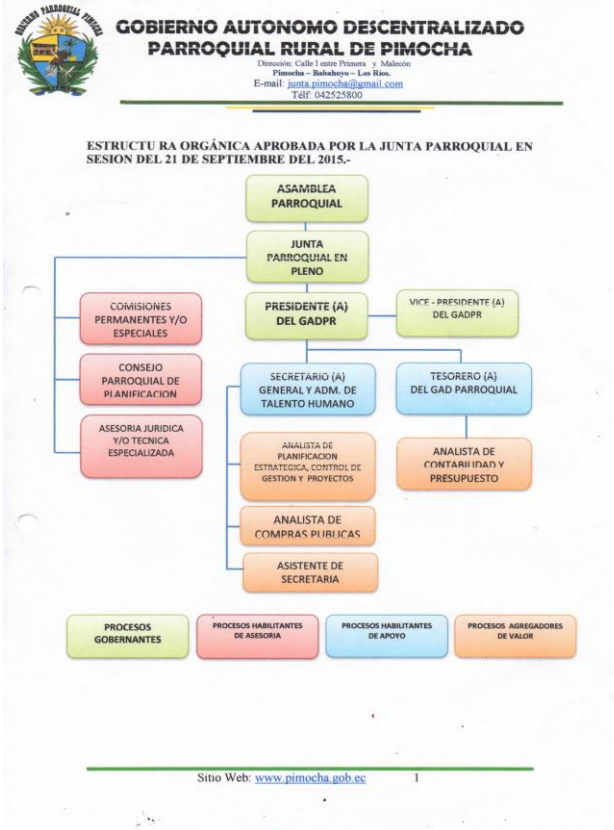 GOBIERNO PARROQUIAL PIMOCHA
GOBIERNO AUTONOMO DESCENTRALIZADO
PARROQUIAL RURAL DE PIMOCHA
Dirección: Calle 1 entre Primera y Malecón
Pimocha – Babahoyo – Los Ríos.
E-mail: junta.pimocha@gmail.com
Télf: 042525800
ESTRUCTU RA ORGÁNICA APROBADA POR LA JUNTA PARROQUIAL EN
SESION DEL 21 DE SEPTIEMBRE DEL 2015.-
ASAMBLEA
PARROQUIAL
JUNTA
PARROQUIAL EN
PLENO
PRESIDENTE (A)
DEL GADPR
VICE - PRESIDENTE (A)
DEL GADPR
COMISIONES
PERMANENTES Y/O
ESPECIALES
CONSEJO
PARROQUIAL DE
PLANIFICACION
ASESORIA JURIDICA
Y/O TECNICA
ESPECIALIZADA
SECRETARIO (A)
GENERAL Y ADM. DE
TALENTO HUMANO
TESORERO (A)
DEL GAD PARROQUIAL
ANALISTA DE
PLANIFICACION
ESTRATEGICA, CONTROL DE
GESTION Y PROYECTOS
ANALISTA DE
CONTABILIDAD Y
PRESUPUESTO
ANALISTA DE
COMPRAS PUBLICAS
ASISTENTE DE
SECRETARIA
PROCESOS
GOBERNANTES
PROCESOS HABILITANTES
DE ASESORIA
PROCESOS HABILITANTES
DE APOYO
PROCESOS AGREGADORES
DE VALOR
Sitio Web: www.pimocha.gob.ec 1